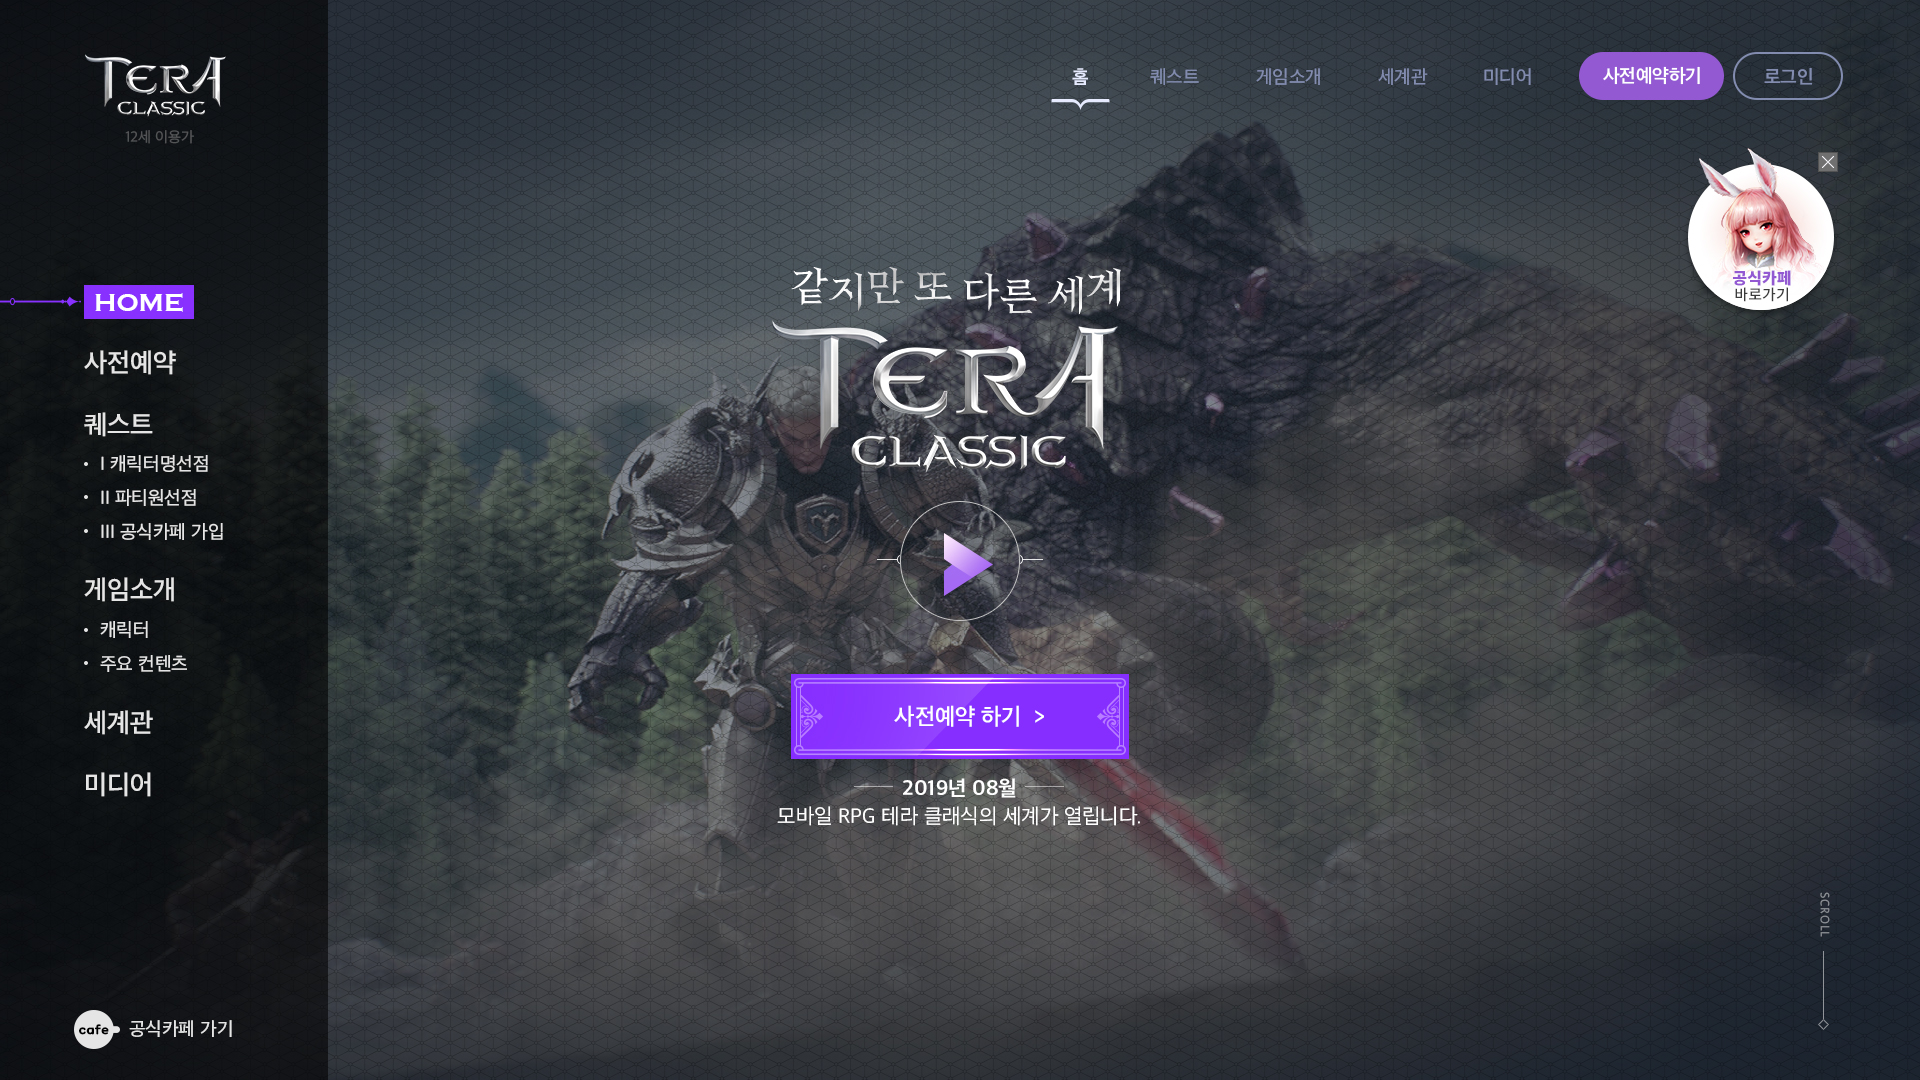 TERA
CLASSIC
12세 이용가
HOME
사전예약
퀘스트
• I 캐릭터명선점
• II 파티원선점
• III 공식카페 가입
게임소개
• 캐릭터
• 주요 컨텐츠
세계관
미디어
cafe 공식카페 가기
홈 퀘스트 게임소개 세계관 미디어 사전예약하기 로그인
공식카페
바로가기
같지만 또 다른 세계
TERA
CLASSIC
사전예약 하기 >
2019년 08월
모바일 RPG 테라 클래식의 세계가 열립니다.
SCROLL